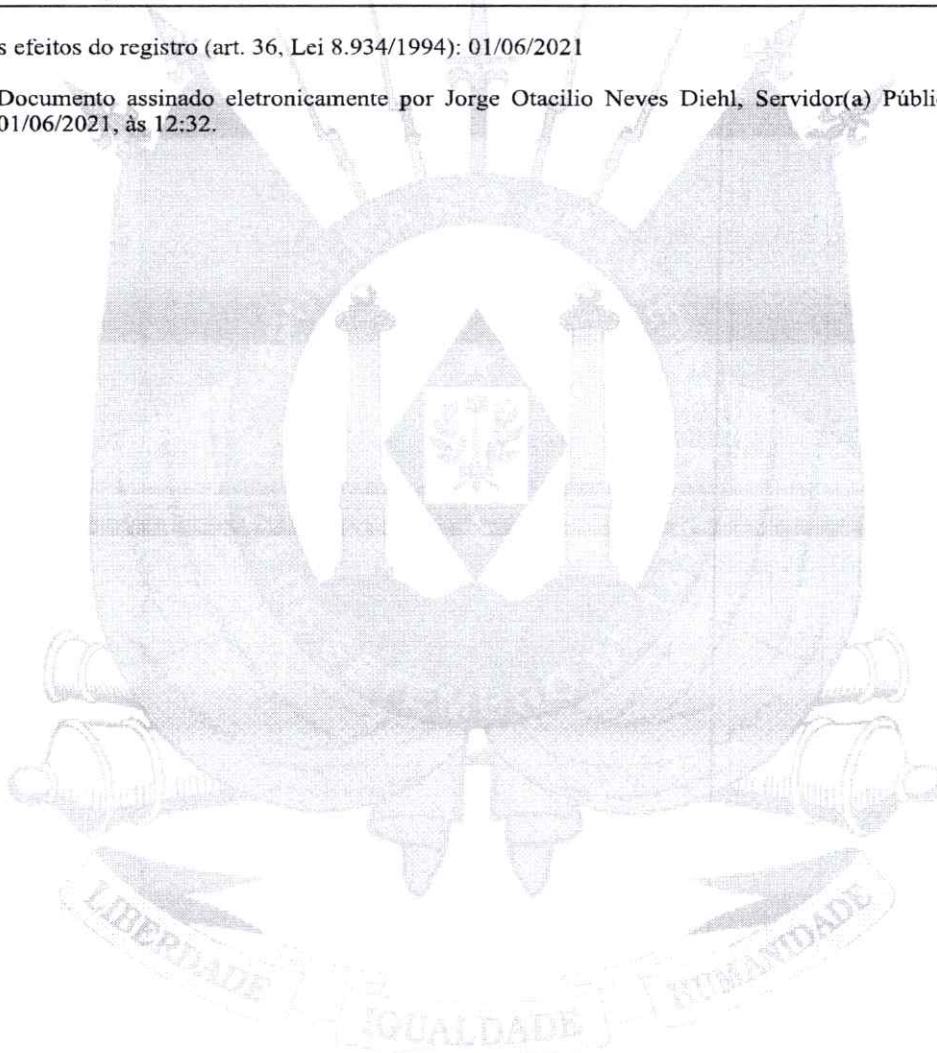 s efeitos do registro (art. 36, Lei 8.934/1994): 01/06/2021
Documento assinado eletronicamente por Jorge Otacilio Neves Diehl, Servidor(a) Públi
01/06/2021, às 12:32.
LIBERDADE
IGUALDADE
HUMANIDADE